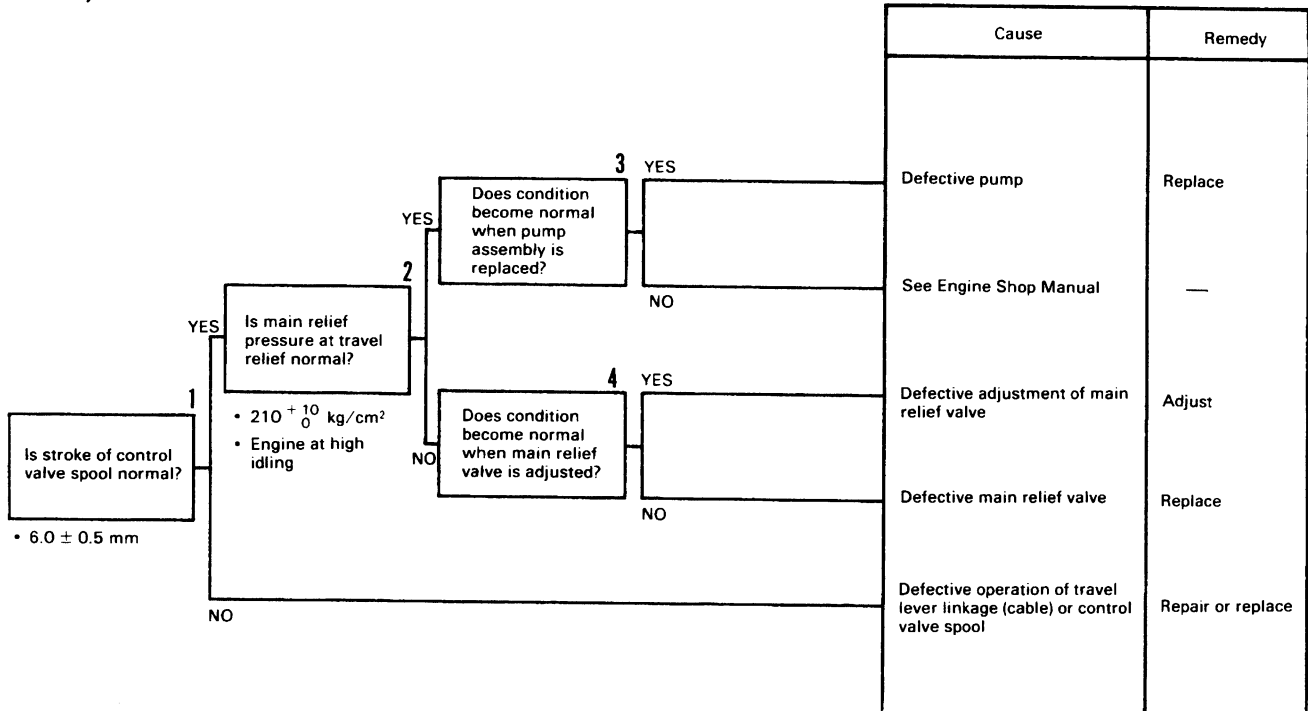 Cause
Remedy
3
YES
Does condition
become normal
when pump
assembly is
replaced?
Defective pump
Replace
YES
2
NO
See Engine Shop Manual
—
YES
Is main relief
pressure at travel
relief normal?
• 210 +10 0 kg/cm²
• Engine at high
idling
1
4
YES
Does condition
become normal
when main relief
valve is adjusted?
Defective adjustment of main
relief valve
Adjust
NO
Is stroke of control
valve spool normal?
• 6.0 ± 0.5 mm
NO
Defective main relief valve
Replace
NO
Defective operation of travel
lever linkage (cable) or control
valve spool
Repair or replace